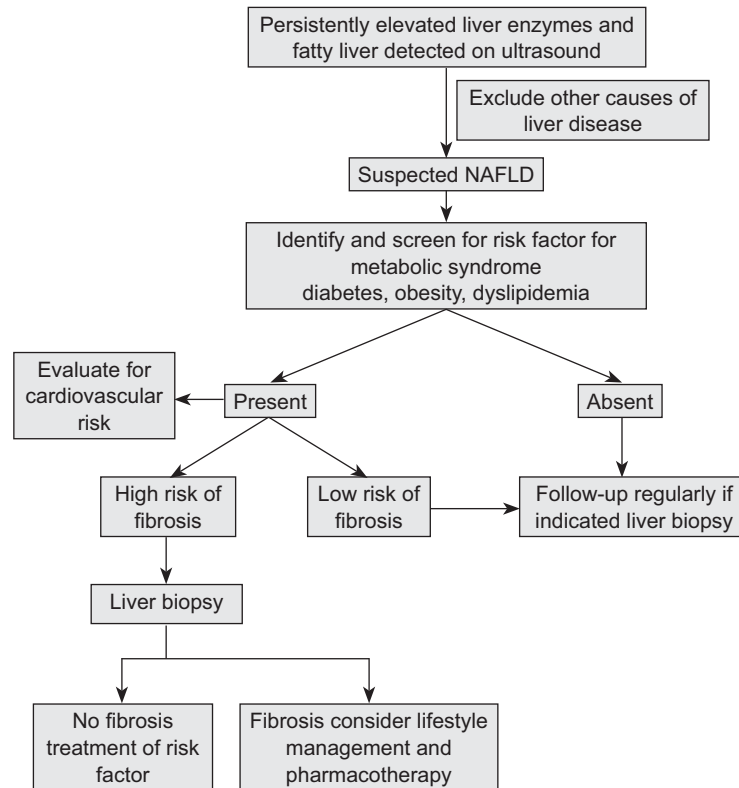 Persistently elevated liver enzymes and
fatty liver detected on ultrasound
Exclude other causes of
liver disease
Suspected NAFLD
Identify and screen for risk factor for
metabolic syndrome
diabetes, obesity, dyslipidemia
Evaluate for
cardiovascular
risk
Present
Absent
High risk of
fibrosis
Low risk of
fibrosis
Follow-up regularly if
indicated liver biopsy
Liver biopsy
No fibrosis
treatment of risk
factor
Fibrosis consider lifestyle
management and
pharmacotherapy